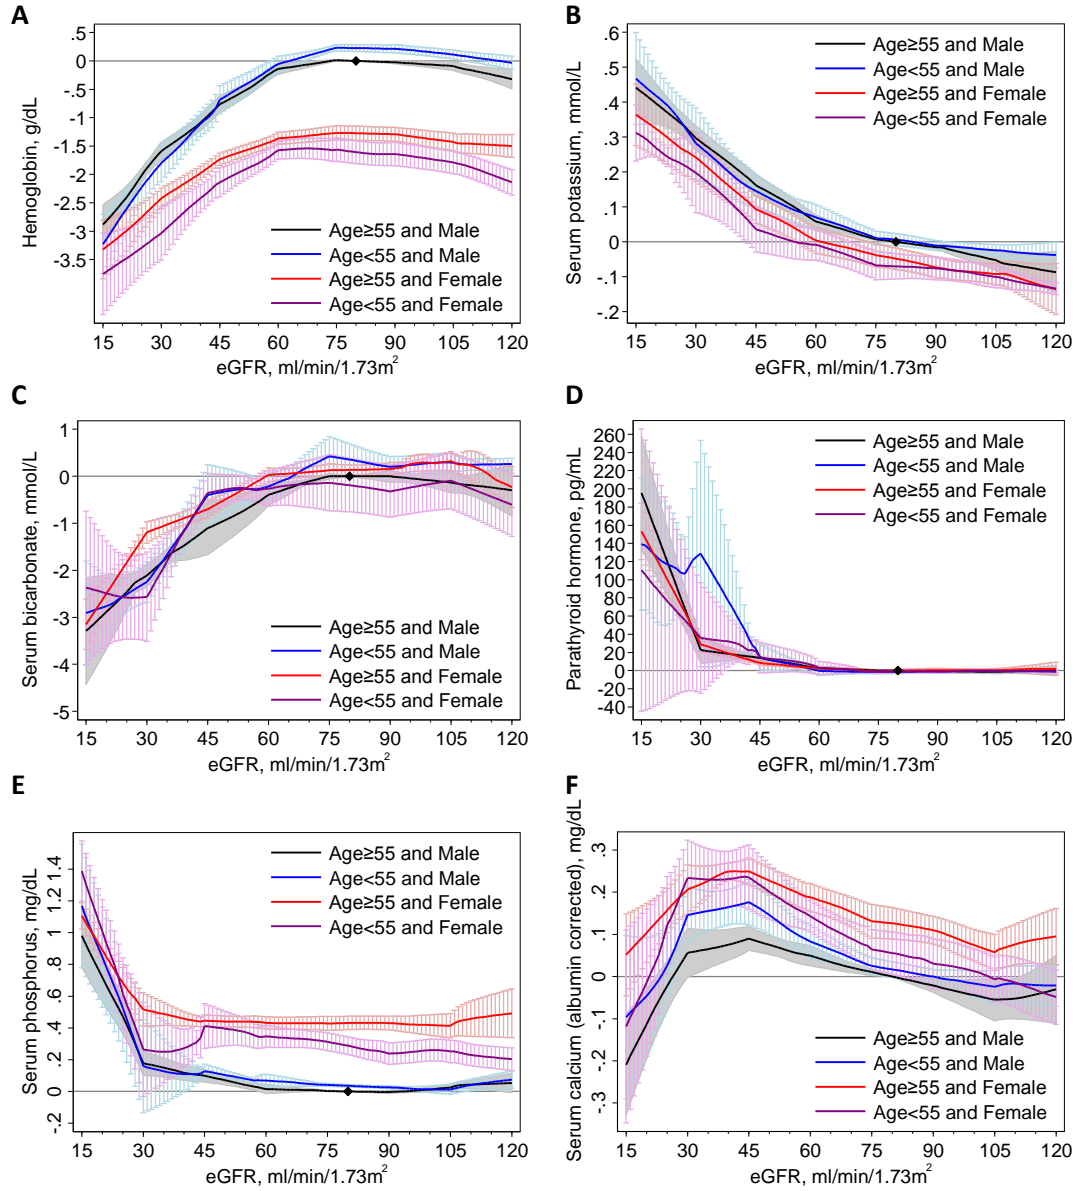 A
Hemoglobin, g/dL
.5
0
-.5
-1
-1.5
-2
-2.5
-3
-3.5
Age≥55 and Male
Age<55 and Male
Age≥55 and Female
Age<55 and Female
15 30 45 60 75 90 105 120
eGFR, ml/min/1.73m²
B
Serum potassium, mmol/L
.6
.5
.4
.3
.2
.1
0
-.1
-.2
Age≥55 and Male
Age<55 and Male
Age≥55 and Female
Age<55 and Female
15 30 45 60 75 90 105 120
eGFR, ml/min/1.73m²
C
Serum bicarbonate, mmol/L
1
0
-1
-2
-3
-4
-5
Age≥55 and Male
Age<55 and Male
Age≥55 and Female
Age<55 and Female
15 30 45 60 75 90 105 120
eGFR, ml/min/1.73m²
D
Parathyroid hormone, pg/mL
260
240
220
200
180
160
140
120
100
80
60
40
20
0
-20
-40
Age≥55 and Male
Age<55 and Male
Age≥55 and Female
Age<55 and Female
15 30 45 60 75 90 105 120
eGFR, ml/min/1.73m²
E
Serum phosphorus, mg/dL
1.4
1.2
1
.8
.6
.4
.2
0
-.2
Age≥55 and Male
Age<55 and Male
Age≥55 and Female
Age<55 and Female
15 30 45 60 75 90 105 120
eGFR, ml/min/1.73m²
F
Serum calcium (albumin corrected), mg/dL
.3
.2
.1
0
-.1
-.2
-.3
Age≥55 and Male
Age<55 and Male
Age≥55 and Female
Age<55 and Female
15 30 45 60 75 90 105 120
eGFR, ml/min/1.73m²